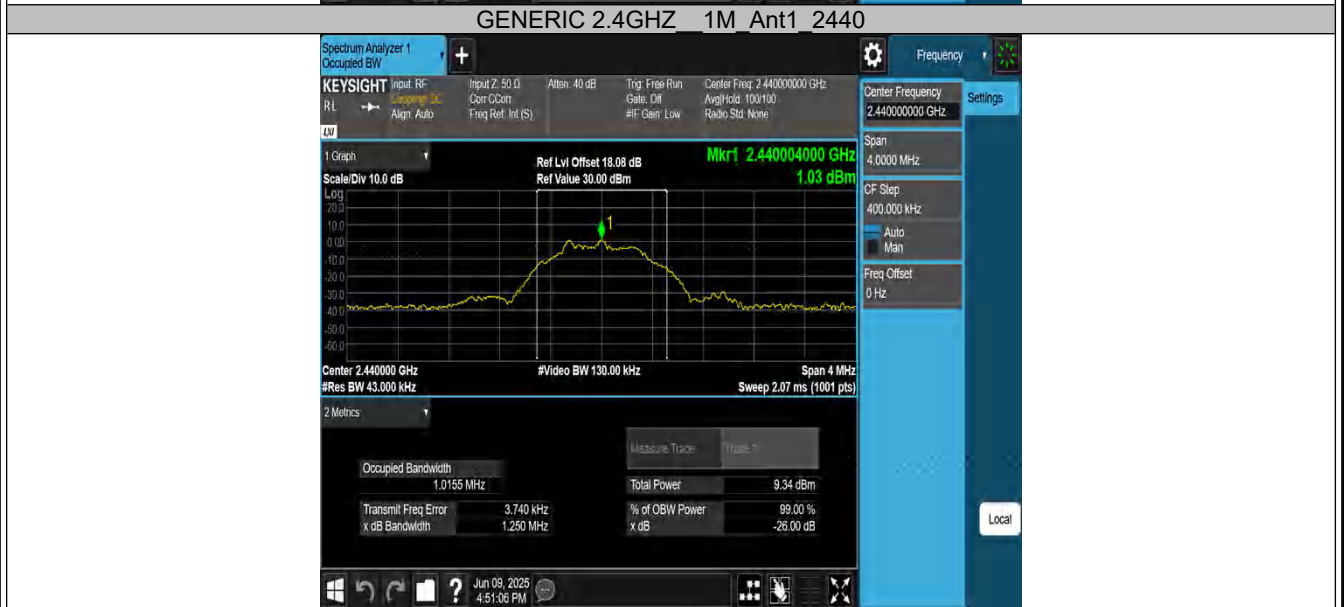 GENERIC 2.4GHZ__1M_Ant1_2440
Spectrum Analyzer 1
Occupied BW
+
Frequency
KEYSIGHT
Input: RF
Coupling: DC
Align: Auto
Input Z: 50 Ω
Corr CCorr
Freq Ref: Int (S)
Atten: 40 dB
Trig: Free Run
Gate: Off
#IF Gain: Low
Center Freq: 2.440000000 GHz
Avg|Hold: 100/100
Radio Std: None
RL
LXI
Center Frequency
2.440000000 GHz
Settings
Span
4.0000 MHz
CF Step
400.000 kHz
Auto
Man
Freq Offset
0 Hz
1 Graph
Scale/Div 10.0 dB
Ref Lvl Offset 18.08 dB
Ref Value 30.00 dBm
Mkr1 2.440004000 GHz
1.03 dBm
Log
20.0
10.0
0.00
-10.0
-20.0
-30.0
-40.0
-50.0
-60.0
1
Center 2.440000 GHz
#Res BW 43.000 kHz
#Video BW 130.00 kHz
Span 4 MHz
Sweep 2.07 ms (1001 pts)
2 Metrics
Measure Trace
Trace 1
Occupied Bandwidth
1.0155 MHz
Total Power
9.34 dBm
Transmit Freq Error
3.740 kHz
% of OBW Power
99.00 %
x dB Bandwidth
1.250 MHz
x dB
-26.00 dB
Local
?
Jun 09, 2025
4:51:06 PM